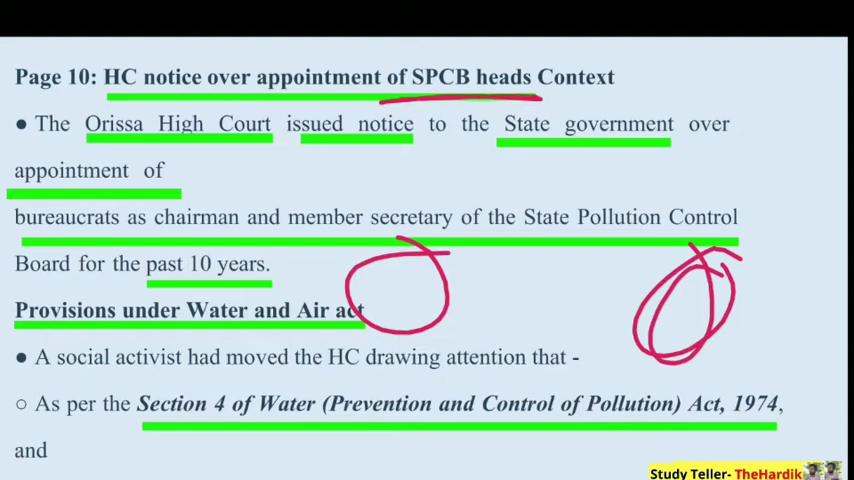 Page 10: HC notice over appointment of SPCB heads Context
● The Orissa High Court issued notice to the State government over
appointment of
bureaucrats as chairman and member secretary of the State Pollution Control
Board for the past 10 years.
Provisions under Water and Air act
● A social activist had moved the HC drawing attention that -
○ As per the Section 4 of Water (Prevention and Control of Pollution) Act, 1974,
and
Study Teller- TheHardik